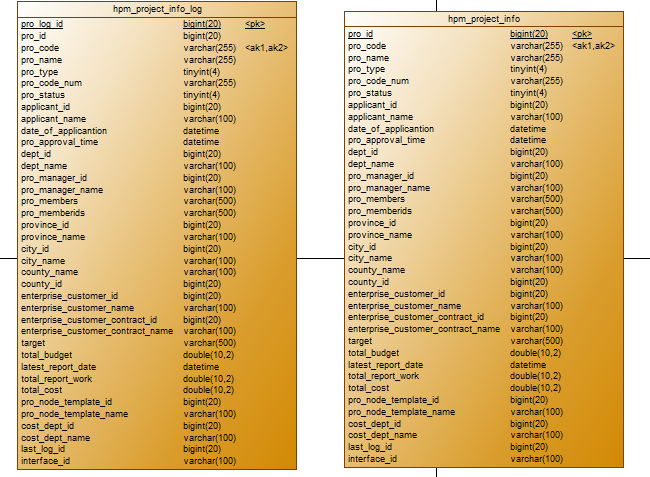 hpm_project_info_log
pro_log_id bigint(20) <pk>
pro_id bigint(20)
pro_code varchar(255) <ak1,ak2>
pro_name varchar(255)
pro_type tinyint(4)
pro_code_num varchar(255)
pro_status tinyint(4)
applicant_id bigint(20)
applicant_name varchar(100)
date_of_applicantion datetime
pro_approval_time datetime
dept_id bigint(20)
dept_name varchar(100)
pro_manager_id bigint(20)
pro_manager_name varchar(100)
pro_members varchar(500)
pro_memberids varchar(500)
province_id bigint(20)
province_name varchar(100)
city_id bigint(20)
city_name varchar(100)
county_name varchar(100)
county_id bigint(20)
enterprise_customer_id bigint(20)
enterprise_customer_name varchar(100)
enterprise_customer_contract_id bigint(20)
enterprise_customer_contract_name varchar(100)
target varchar(500)
total_budget double(10,2)
latest_report_date datetime
total_report_work double(10,2)
total_cost double(10,2)
pro_node_template_id bigint(20)
pro_node_template_name varchar(100)
cost_dept_id bigint(20)
cost_dept_name varchar(100)
last_log_id bigint(20)
interface_id varchar(100)
hpm_project_info
pro_id bigint(20) <pk>
pro_code varchar(255) <ak1,ak2>
pro_name varchar(255)
pro_type tinyint(4)
pro_code_num varchar(255)
pro_status tinyint(4)
applicant_id bigint(20)
applicant_name varchar(100)
date_of_applicantion datetime
pro_approval_time datetime
dept_id bigint(20)
dept_name varchar(100)
pro_manager_id bigint(20)
pro_manager_name varchar(100)
pro_members varchar(500)
pro_memberids varchar(500)
province_id bigint(20)
province_name varchar(100)
city_id bigint(20)
city_name varchar(100)
county_name varchar(100)
county_id bigint(20)
enterprise_customer_id bigint(20)
enterprise_customer_name varchar(100)
enterprise_customer_contract_id bigint(20)
enterprise_customer_contract_name varchar(100)
target varchar(500)
total_budget double(10,2)
latest_report_date datetime
total_report_work double(10,2)
total_cost double(10,2)
pro_node_template_id bigint(20)
pro_node_template_name varchar(100)
cost_dept_id bigint(20)
cost_dept_name varchar(100)
last_log_id bigint(20)
interface_id varchar(100)